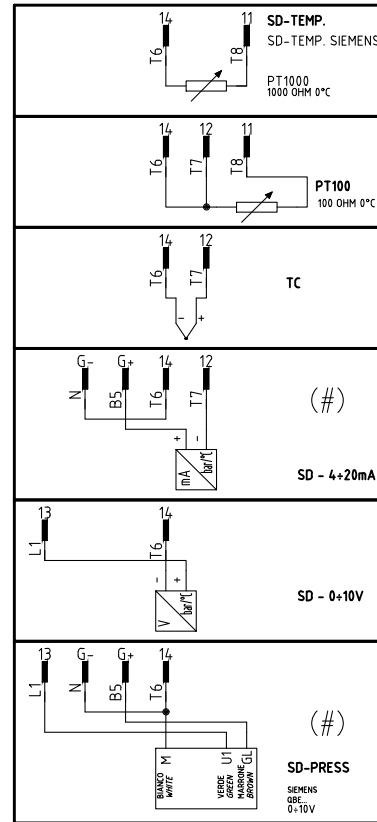 14 11 SD-TEMP.
SD-TEMP. SIEMENS
T6 T8
PT1000
1000 OHM 0°C
14 12 11
T6 T7 T8
PT100
100 OHM 0°C
14 12
T6 T7
TC
- +
G- G+ 14 12
N B5 T6 T7
(#)
+ -
mA bar/°C
SD - 4÷20mA
13 14
L1 T6
- +
V bar/°C
SD - 0÷10V
13 G- G+ 14
L1 N B5 T6
(#)
M U1 GL
BIANCO VERDE MARRONE
WHITE GREEN BROWN
SD-PRESS
SIEMENS
QBE...
0÷10V